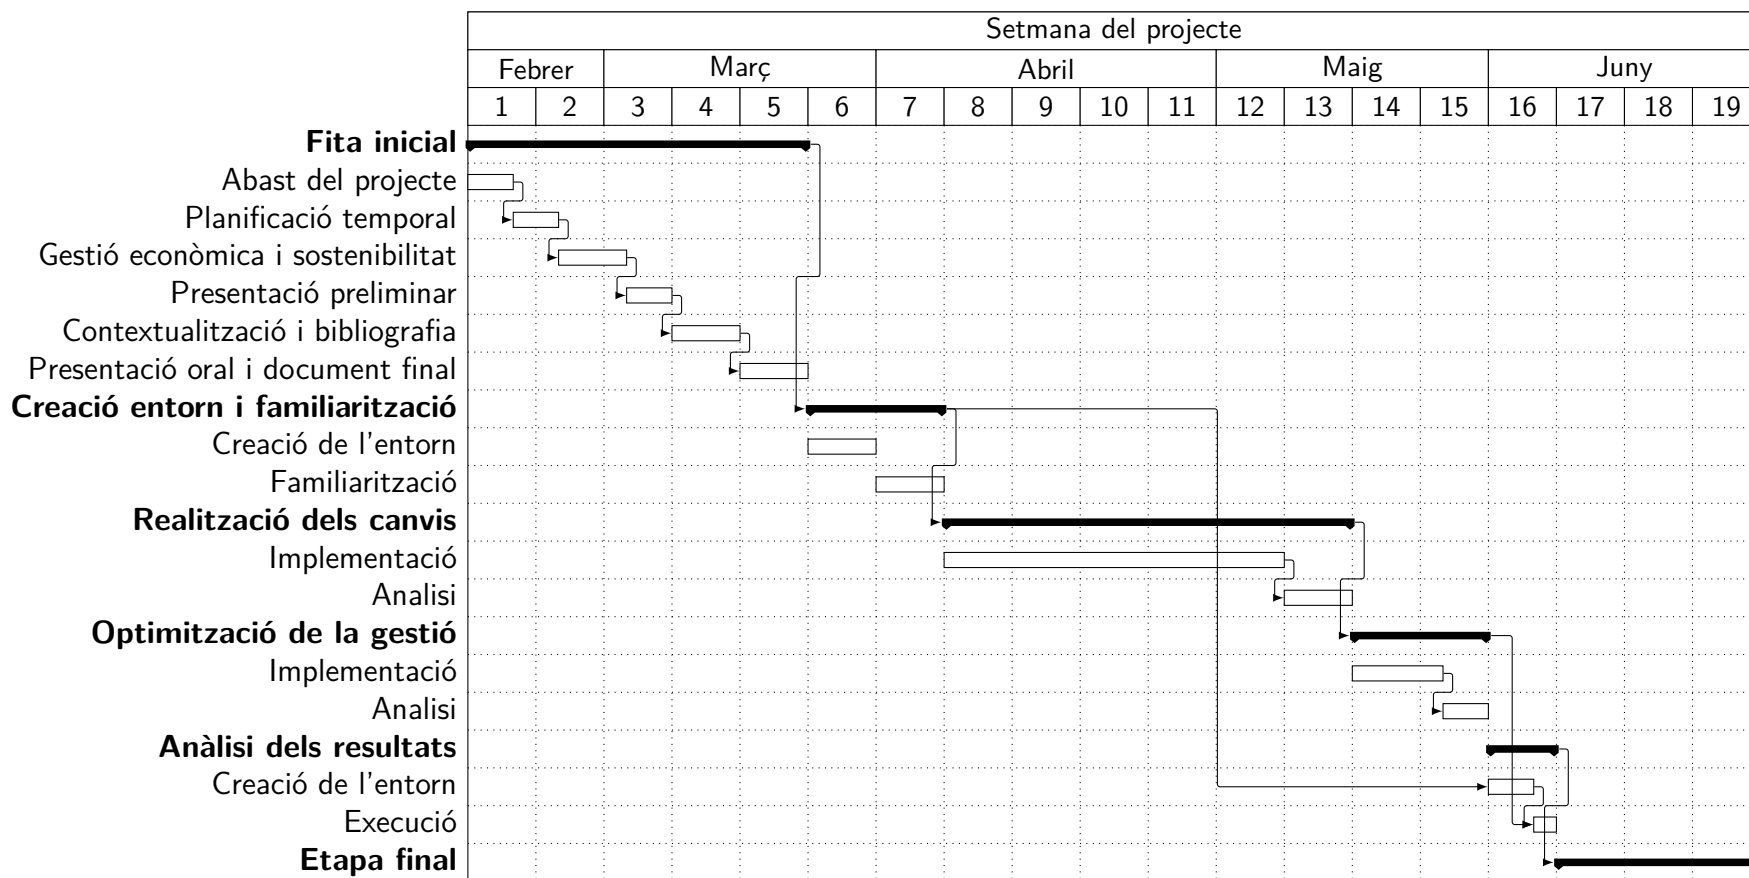 Setmana del projecte
Febrer Març Abril Maig Juny
1 2 3 4 5 6 7 8 9 10 11 12 13 14 15 16 17 18 19
Fita inicial
Abast del projecte
Planificació temporal
Gestió econòmica i sostenibilitat
Presentació preliminar
Contextualització i bibliografia
Presentació oral i document final
Creació entorn i familiarització
Creació de l'entorn
Familiarització
Realització dels canvis
Implementació
Analisi
Optimització de la gestió
Implementació
Analisi
Anàlisi dels resultats
Creació de l'entorn
Execució
Etapa final